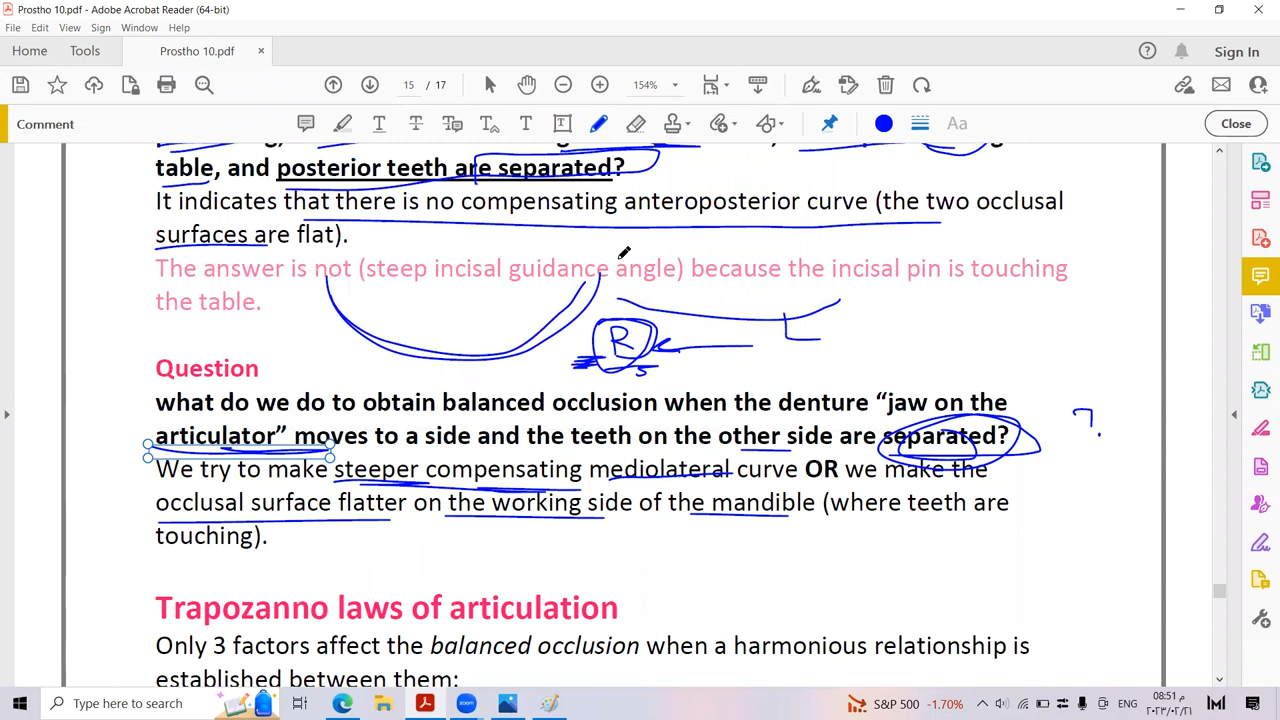 Prostho 10.pdf - Adobe Acrobat Reader (64-bit)
File Edit View Sign Window Help
Home Tools Prostho 10.pdf × Sign In
15 / 17 154%
Comment Aa Close
table, and posterior teeth are separated?
It indicates that there is no compensating anteroposterior curve (the two occlusal
surfaces are flat).
The answer is not (steep incisal guidance angle) because the incisal pin is touching
the table.
R L
Question
what do we do to obtain balanced occlusion when the denture “jaw on the
articulator” moves to a side and the teeth on the other side are separated?
?
We try to make steeper compensating mediolateral curve OR we make the
occlusal surface flatter on the working side of the mandible (where teeth are
touching).
Trapozanno laws of articulation
Only 3 factors affect the balanced occlusion when a harmonious relationship is
established between them:
Type here to search S&P 500 -1.70% ENG 08:51 م
٢٠٢٣/٠٢/٢١